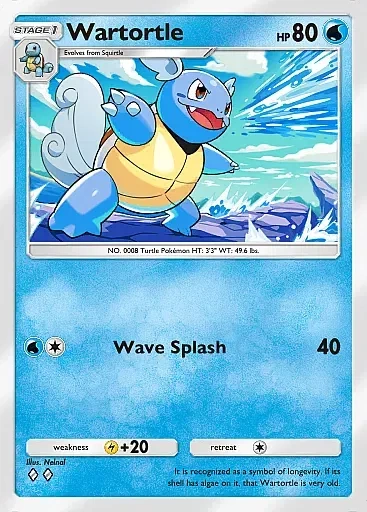 STAGE 1
Wartortle
HP 80
Evolves from Squirtle
NO. 0008 Turtle Pokémon HT: 3'3" WT: 49.6 lbs.
Wave Splash 40
weakness +20
retreat
Illus. Nelnal
It is recognized as a symbol of longevity. If its
shell has algae on it, that Wartortle is very old.